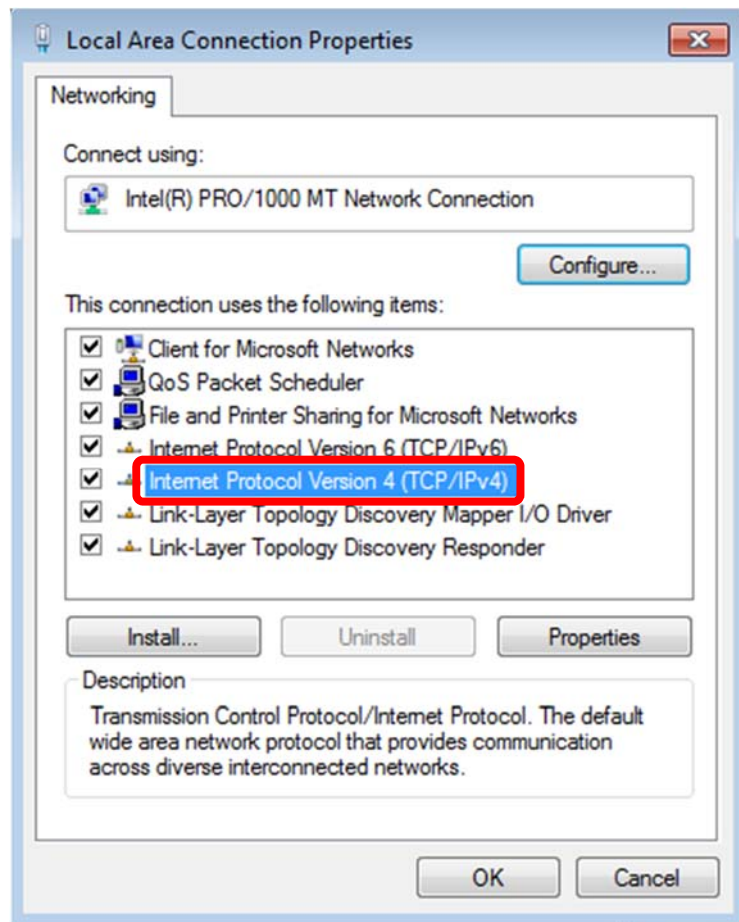 Local Area Connection Properties
Networking
Connect using:
Intel(R) PRO/1000 MT Network Connection
Configure...
This connection uses the following items:
Client for Microsoft Networks
QoS Packet Scheduler
File and Printer Sharing for Microsoft Networks
Internet Protocol Version 6 (TCP/IPv6)
Internet Protocol Version 4 (TCP/IPv4)
Link-Layer Topology Discovery Mapper I/O Driver
Link-Layer Topology Discovery Responder
Install... Uninstall Properties
Description
Transmission Control Protocol/Internet Protocol. The default
wide area network protocol that provides communication
across diverse interconnected networks.
OK Cancel